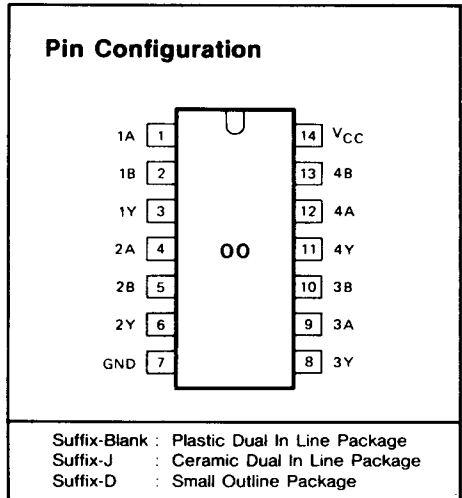 Pin Configuration
1A 1 14 VCC
1B 2 13 4B
1Y 3 12 4A
2A 4 OO 11 4Y
2B 5 10 3B
2Y 6 9 3A
GND 7 8 3Y
Suffix-Blank : Plastic Dual In Line Package
Suffix-J : Ceramic Dual In Line Package
Suffix-D : Small Outline Package